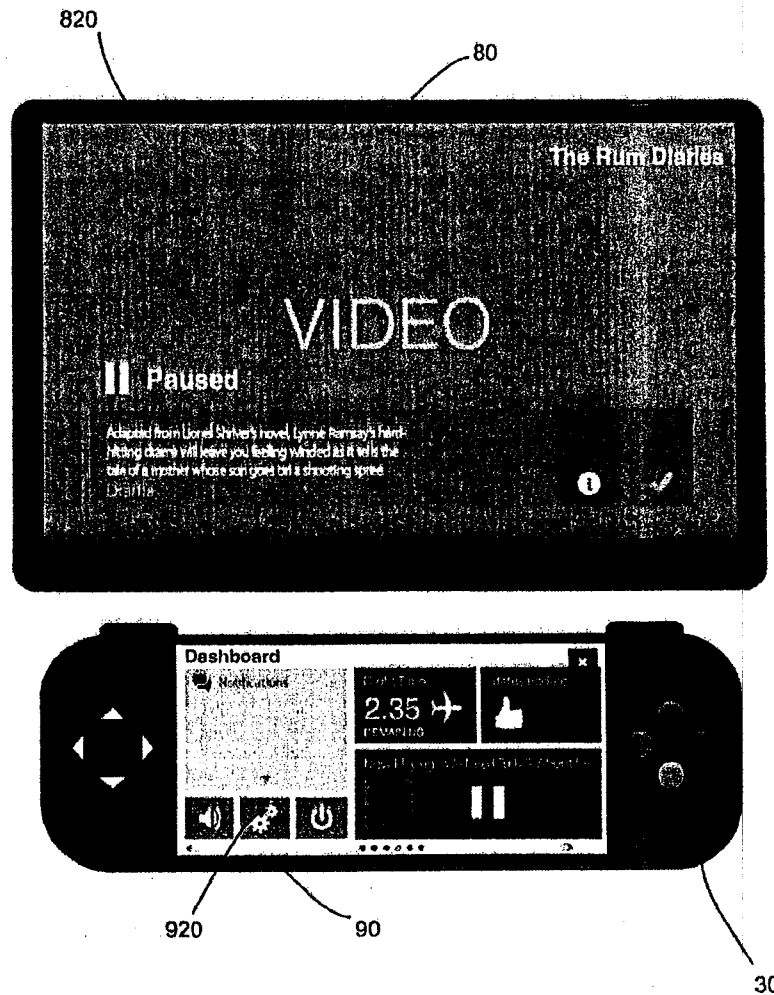 820
80
The Rum Diaries
VIDEO
Paused
Adapted from Lionel Shriver's novel, Lynne Ramsay's hard-
hitting drama will leave you feeling winded as it tells the
tale of a mother whose son goes on a shooting spree
Drama
i
Dashboard
x
Notifications
2.35
REMAINING
920
90
30